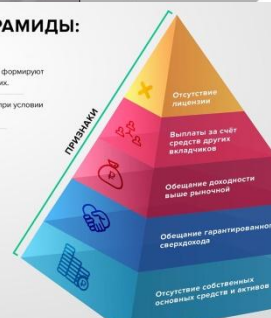 РАМИДЫ:
формируют
их.
при условии
ПРИЗНАКИ
Отсутствие
лицензии
Выплаты за счёт
средств других
вкладчиков
Обещание доходности
выше рыночной
Обещание гарантированного
сверхдохода
Отсутствие собственных
основных средств и активов